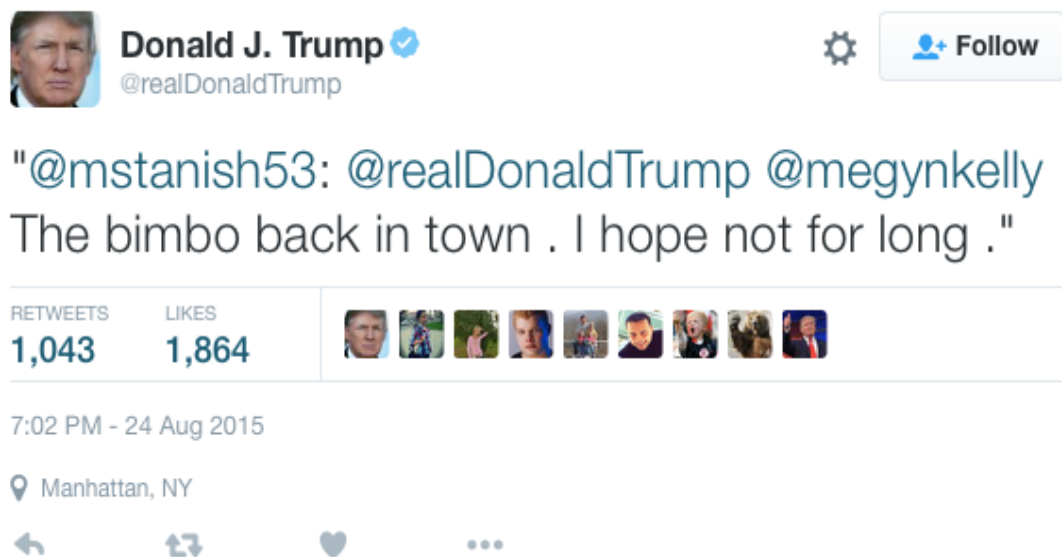 Donald J. Trump
Follow
@realDonaldTrump
"@mstanish53: @realDonaldTrump @megynkelly
The bimbo back in town . I hope not for long ."
RETWEETS LIKES
1,043 1,864
7:02 PM - 24 Aug 2015
Manhattan, NY